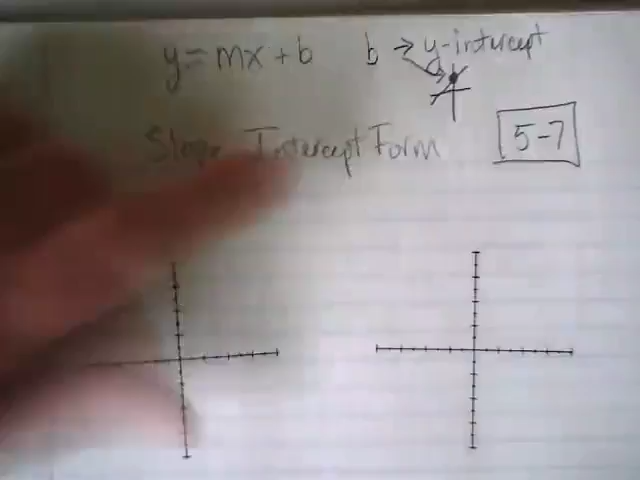 y=mx+b b → y-intercept
Slope Intercept Form
5-7